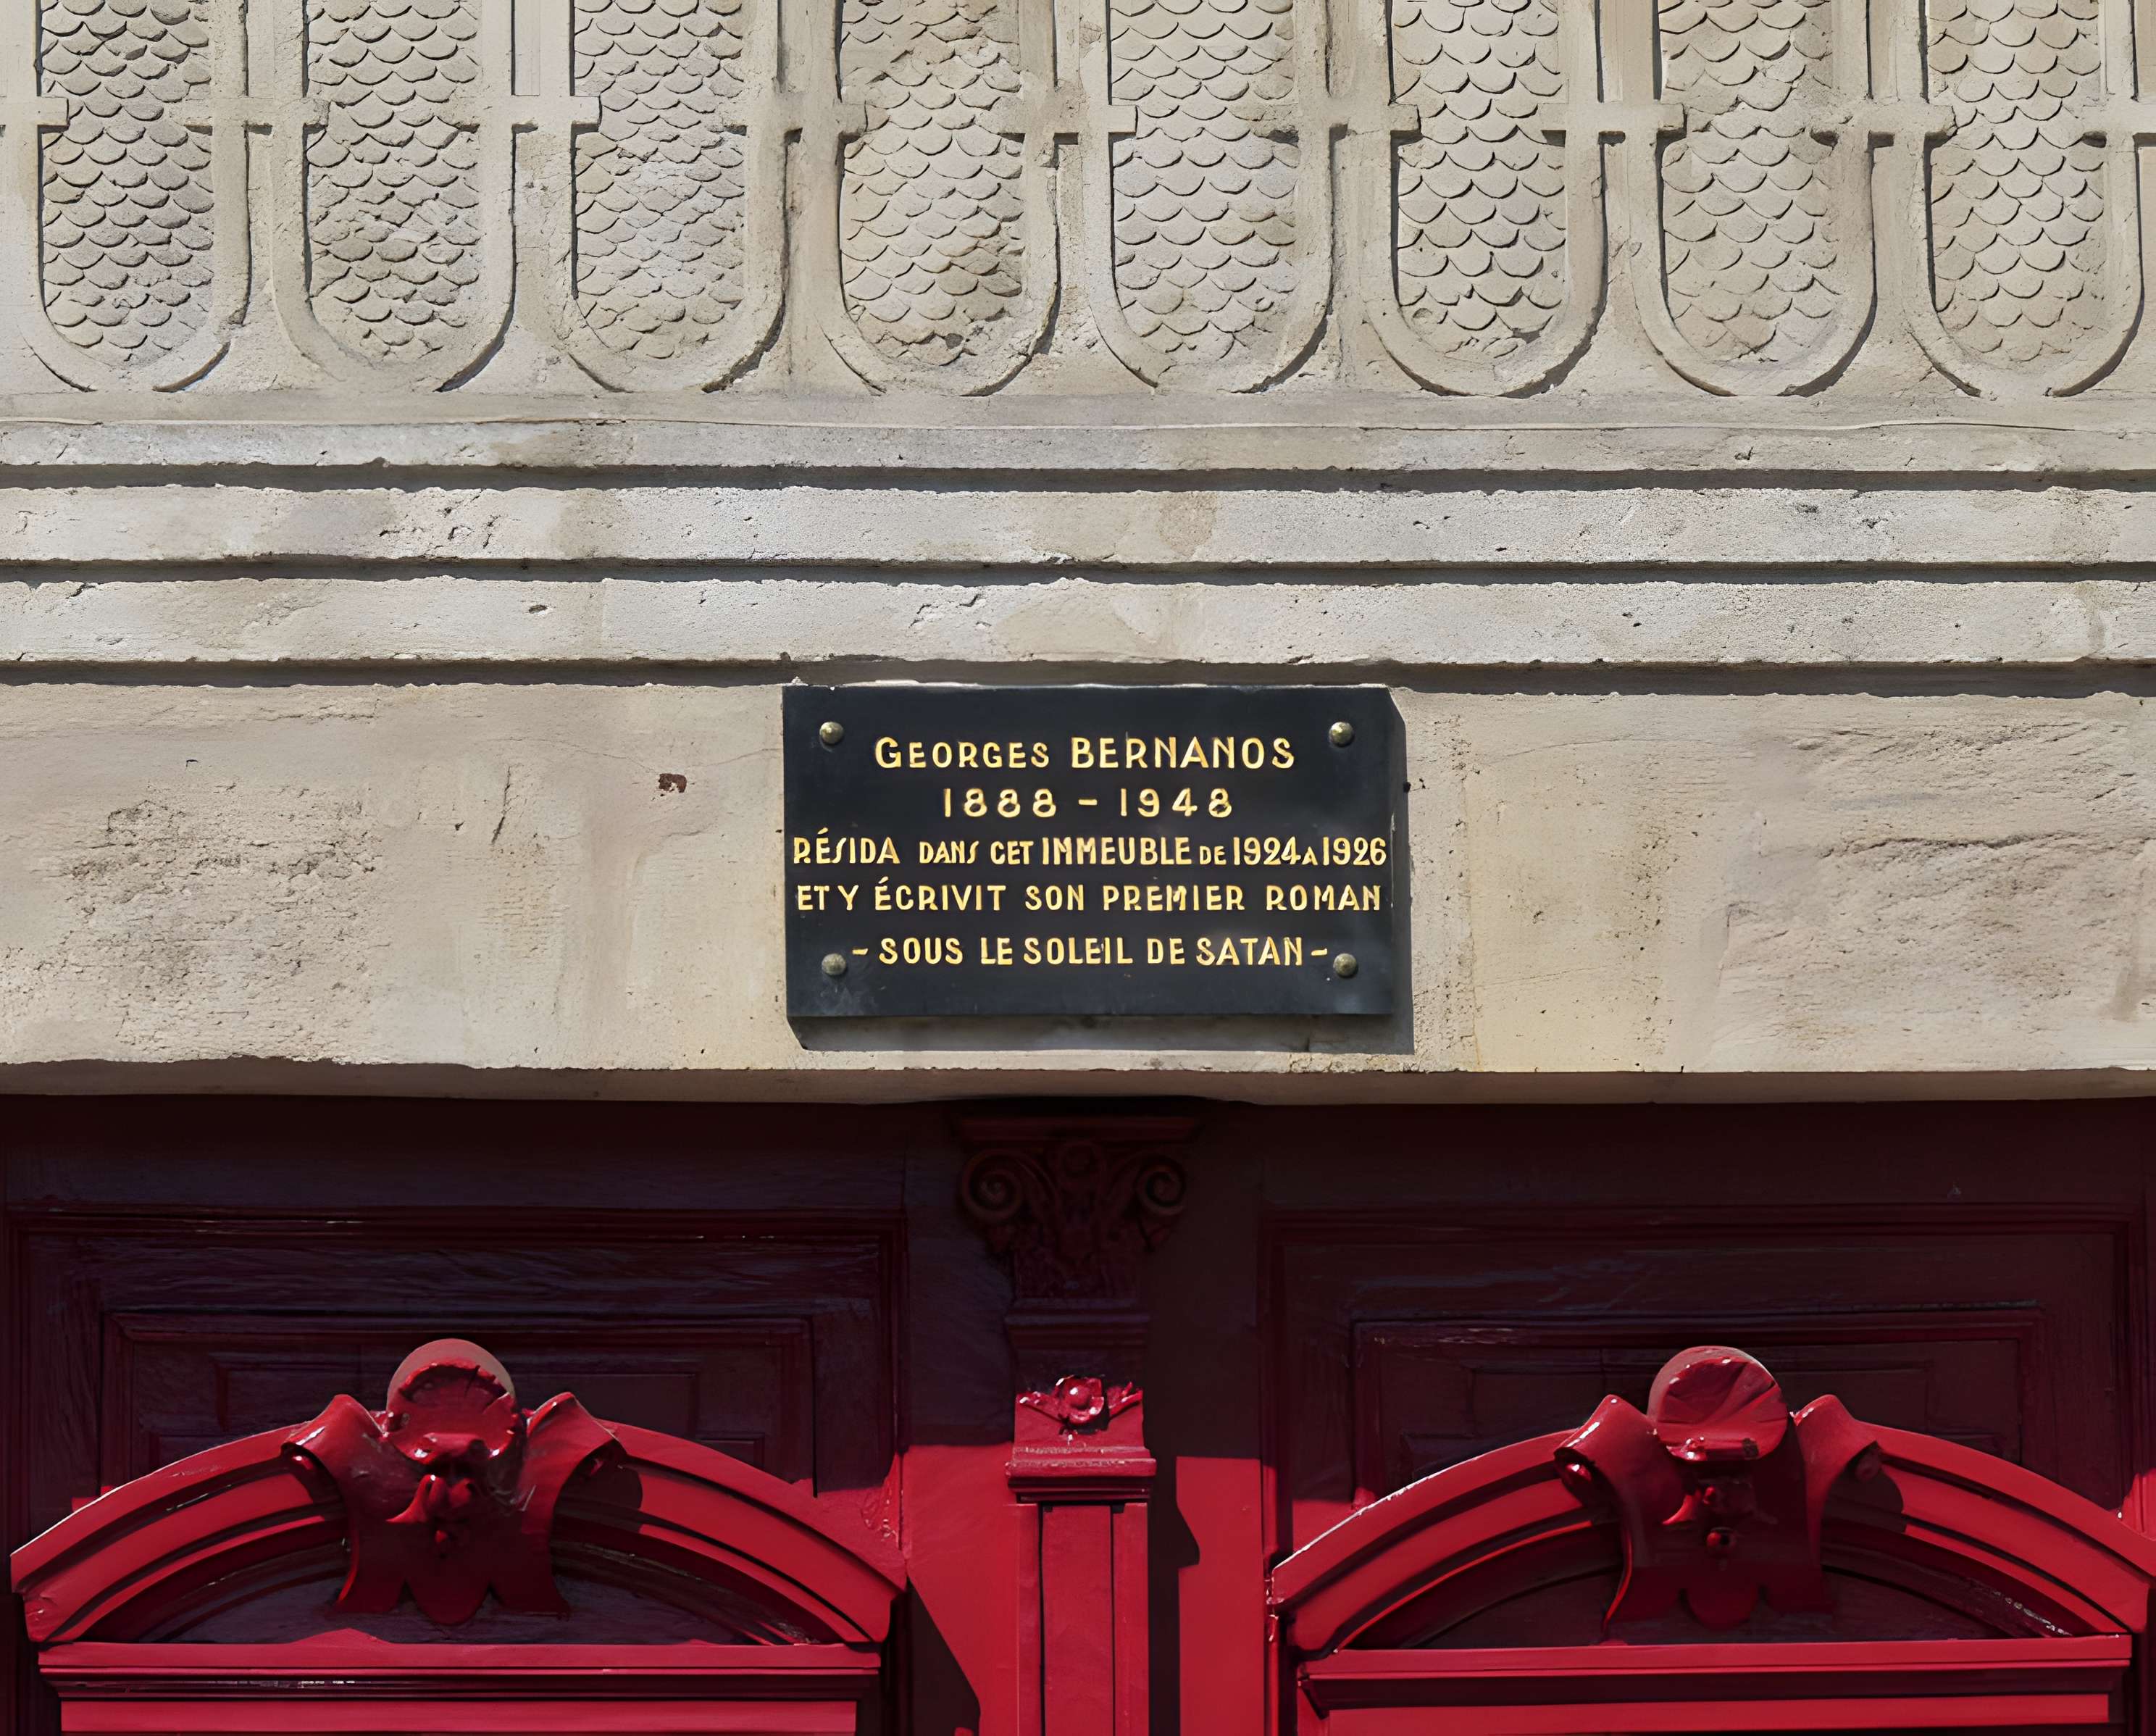 GEORGES BERNANOS
1888 - 1948
RÉSIDA DANS CET IMMEUBLE DE 1924 A 1926
ET Y ÉCRIVIT SON PREMIER ROMAN
- SOUS LE SOLEIL DE SATAN -